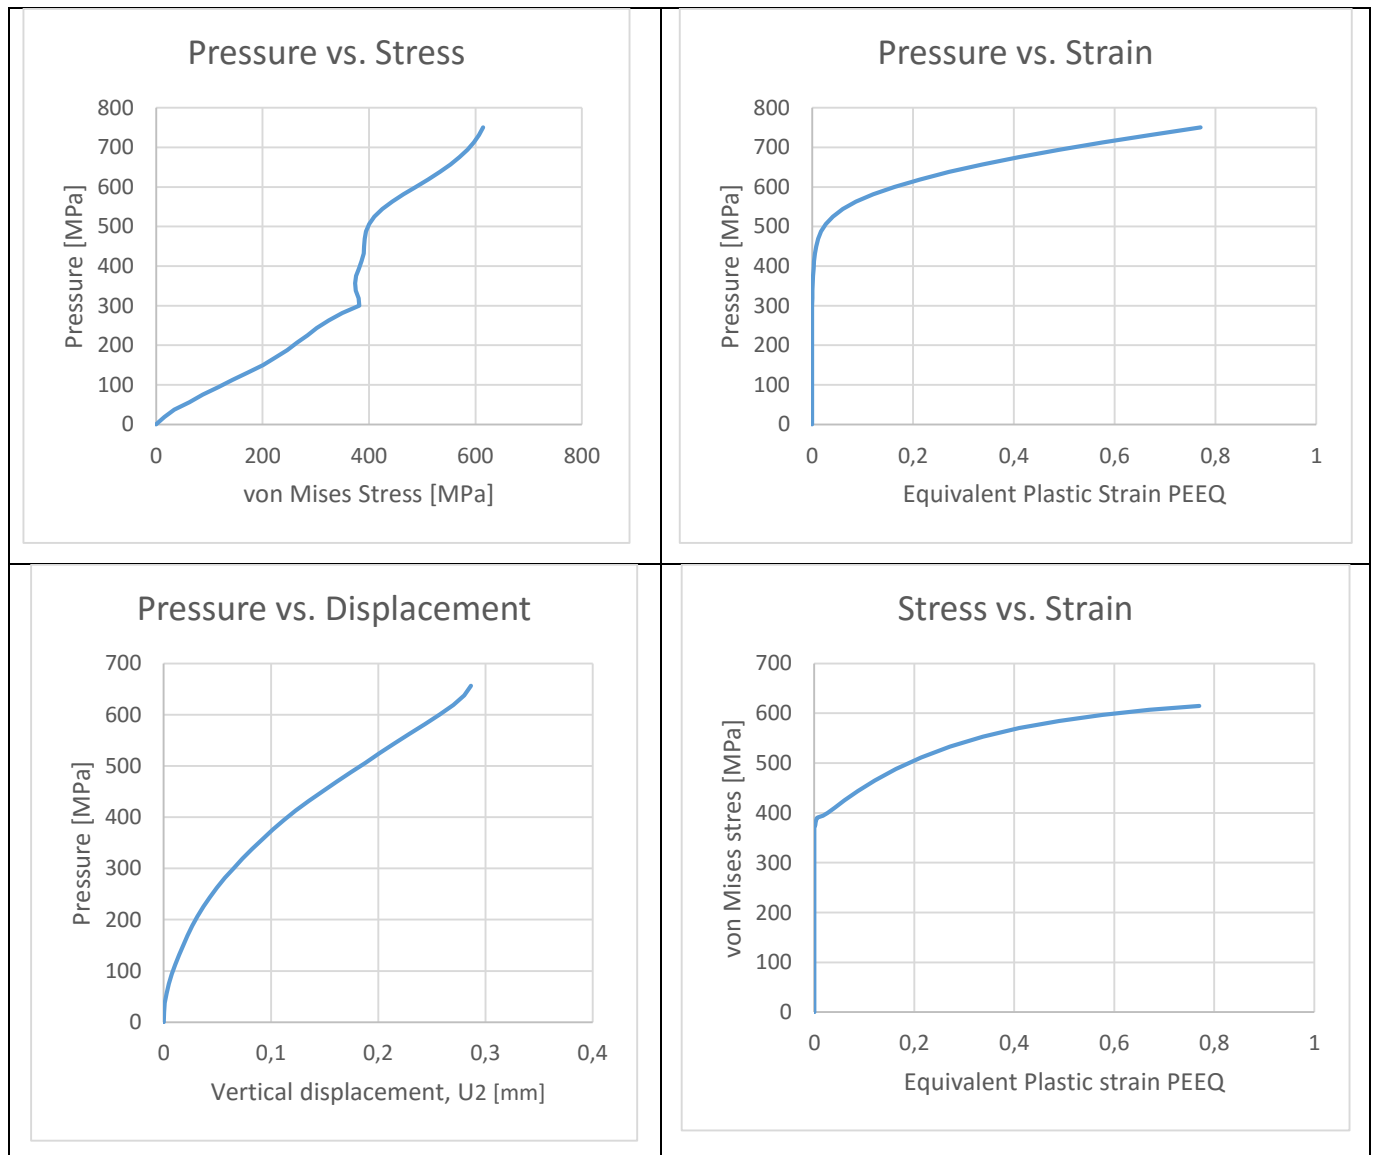 Pressure vs. Stress
800
700
600
500
400
300
200
100
0
Pressure [MPa]
0 200 400 600 800
von Mises Stress [MPa]
Pressure vs. Strain
800
700
600
500
400
300
200
100
0
Pressure [MPa]
0 0,2 0,4 0,6 0,8 1
Equivalent Plastic Strain PEEQ
Pressure vs. Displacement
700
600
500
400
300
200
100
0
Pressure [MPa]
0 0,1 0,2 0,3 0,4
Vertical displacement, U2 [mm]
Stress vs. Strain
700
600
500
400
300
200
100
0
von Mises stres [MPa]
0 0,2 0,4 0,6 0,8 1
Equivalent Plastic strain PEEQ